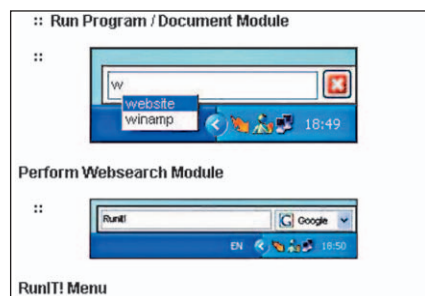 :: Run Program / Document Module
::
w
website
winamp
18:49
Perform Websearch Module
::
RunIt!
Google
EN
18:50
RunIT! Menu